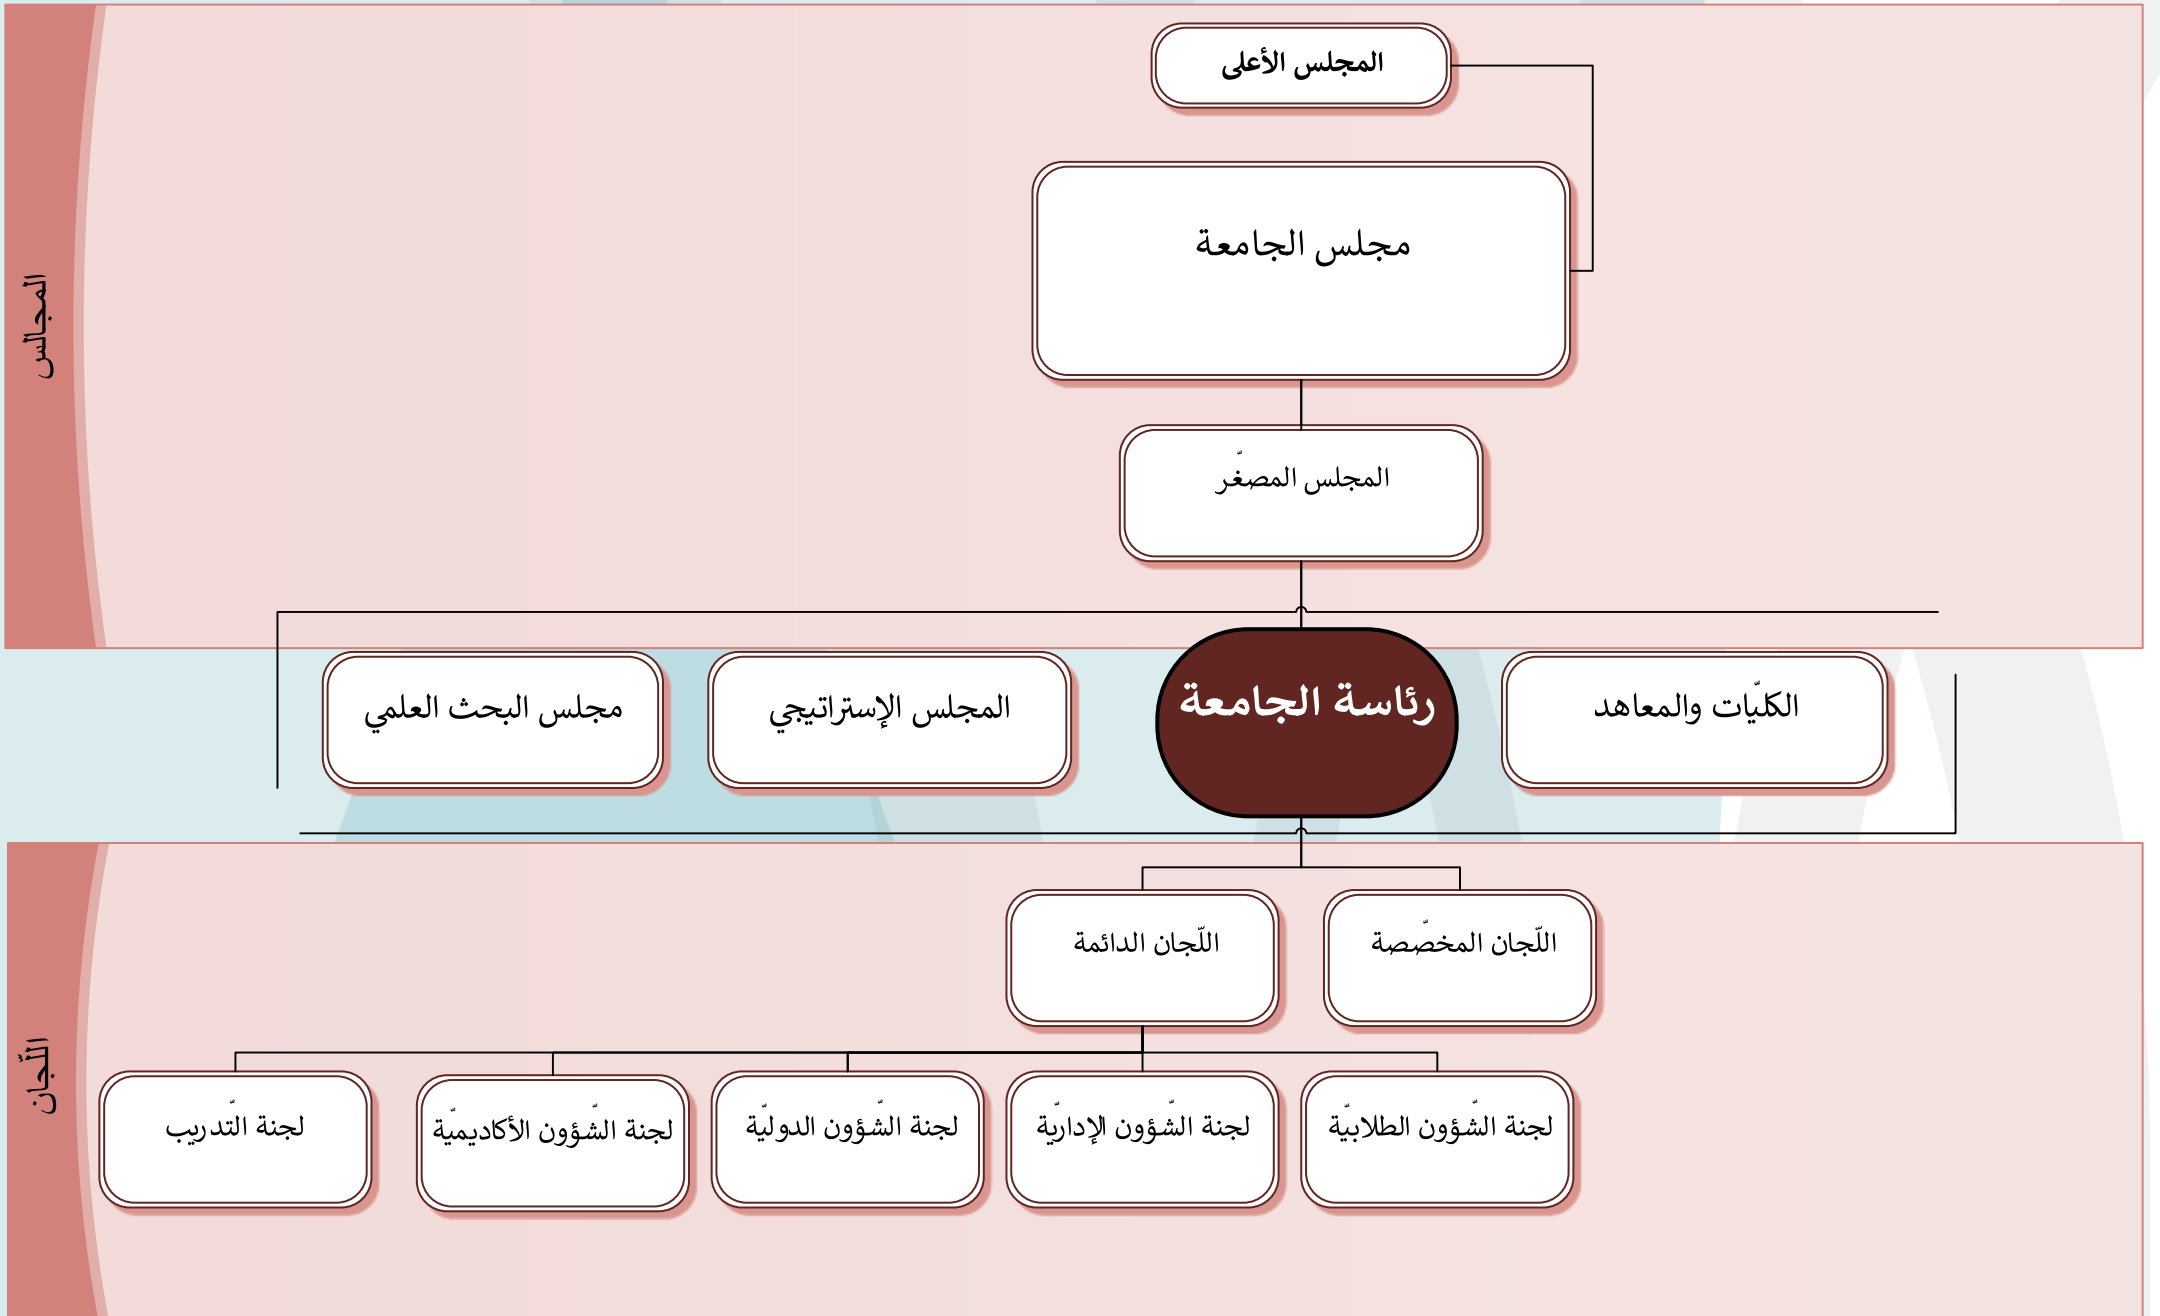 المجلس الأعلى
مجلس الجامعة
المجالس
المجلس المصغّر
الكليّات والمعاهد
رئاسة الجامعة
المجلس الإستراتيجي
مجلس البحث العلمي
اللّجان المخصّصة
اللّجان الدائمة
اللّجان
لجنة الشّؤون الطلابيّة
لجنة الشّؤون الإداريّة
لجنة الشّؤون الدوليّة
لجنة الشّؤون الأكاديميّة
لجنة التّدريب